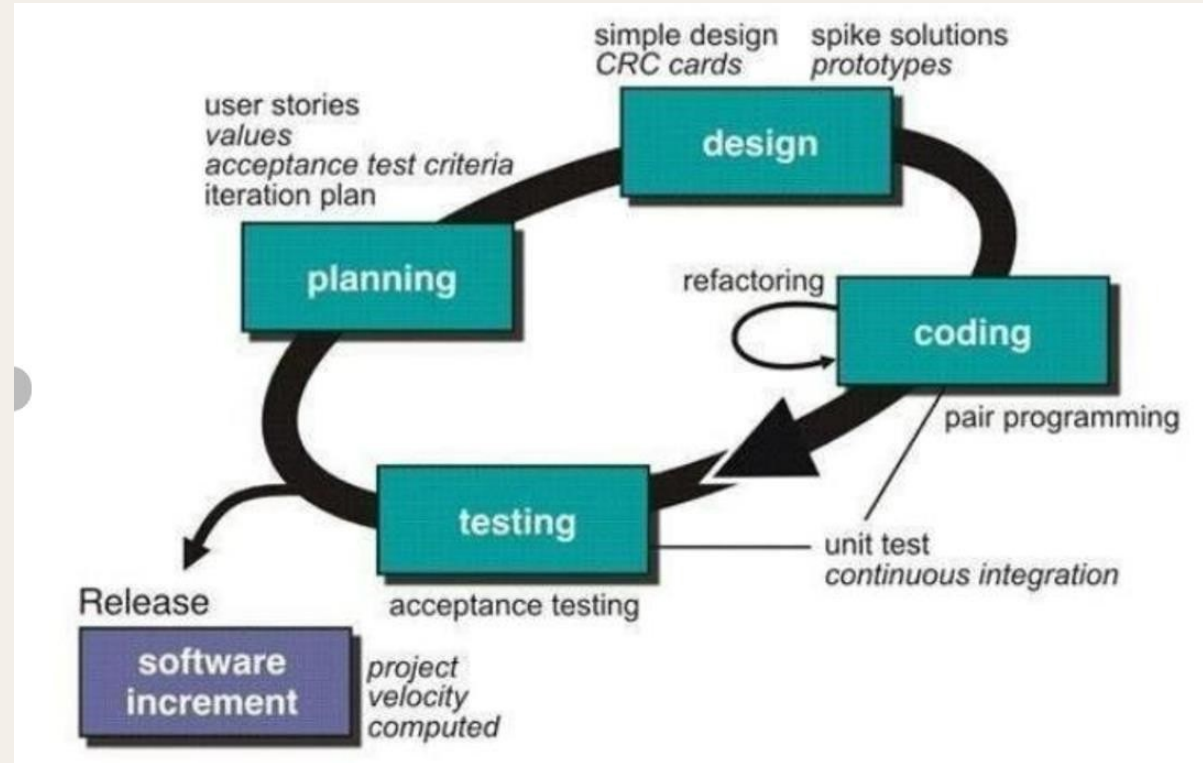 simple design
CRC cards
spike solutions
prototypes
user stories
values
acceptance test criteria
iteration plan
design
planning
refactoring
coding
pair programming
testing
unit test
continuous integration
acceptance testing
Release
software
increment
project
velocity
computed